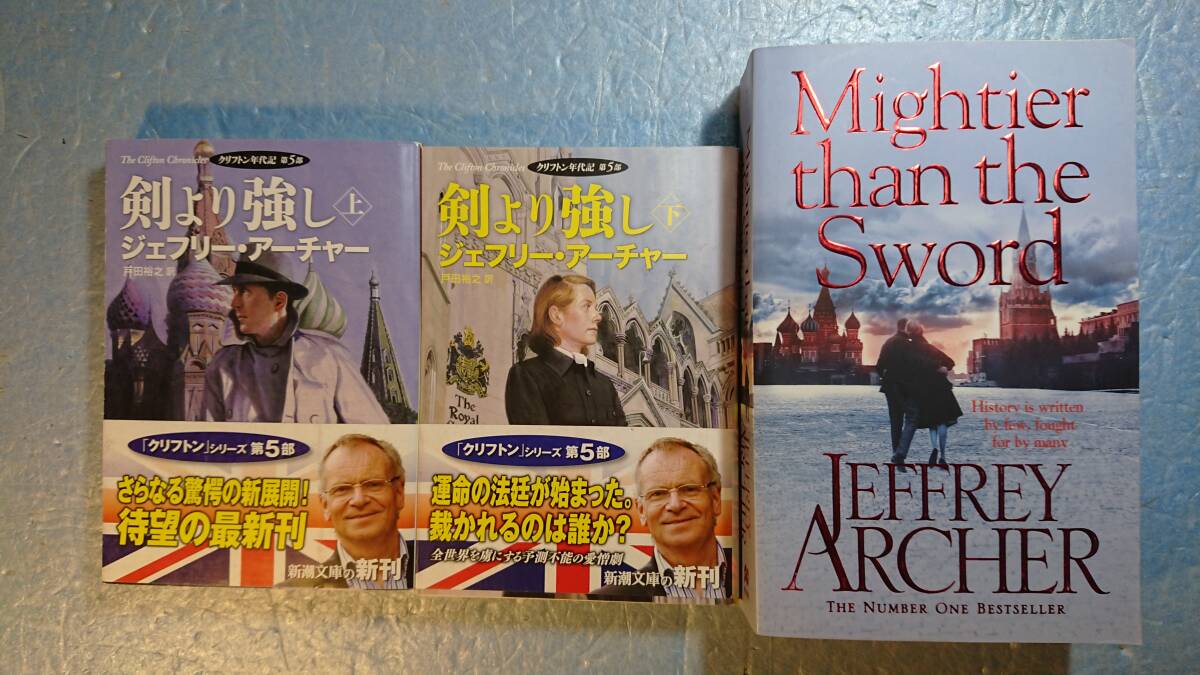 The Clifton Chronicles
クリフトン年代記 第5部
剣より強し 上
ジェフリー・アーチャー
戸田裕之 訳
「クリフトン」シリーズ 第5部
さらなる驚愕の新展開!
待望の最新刊
新潮文庫の新刊
The Clifton Chronicles
クリフトン年代記 第5部
剣より強し 下
ジェフリー・アーチャー
戸田裕之 訳
The
Royal
「クリフトン」シリーズ 第5部
運命の法廷が始まった。
裁かれるのは誰か?
全世界を虜にする予測不能の愛憎劇
新潮文庫の新刊
Mightier
than the
Sword
History is written
by few, fought
for by many
JEFFREY
ARCHER
THE NUMBER ONE BESTSELLER